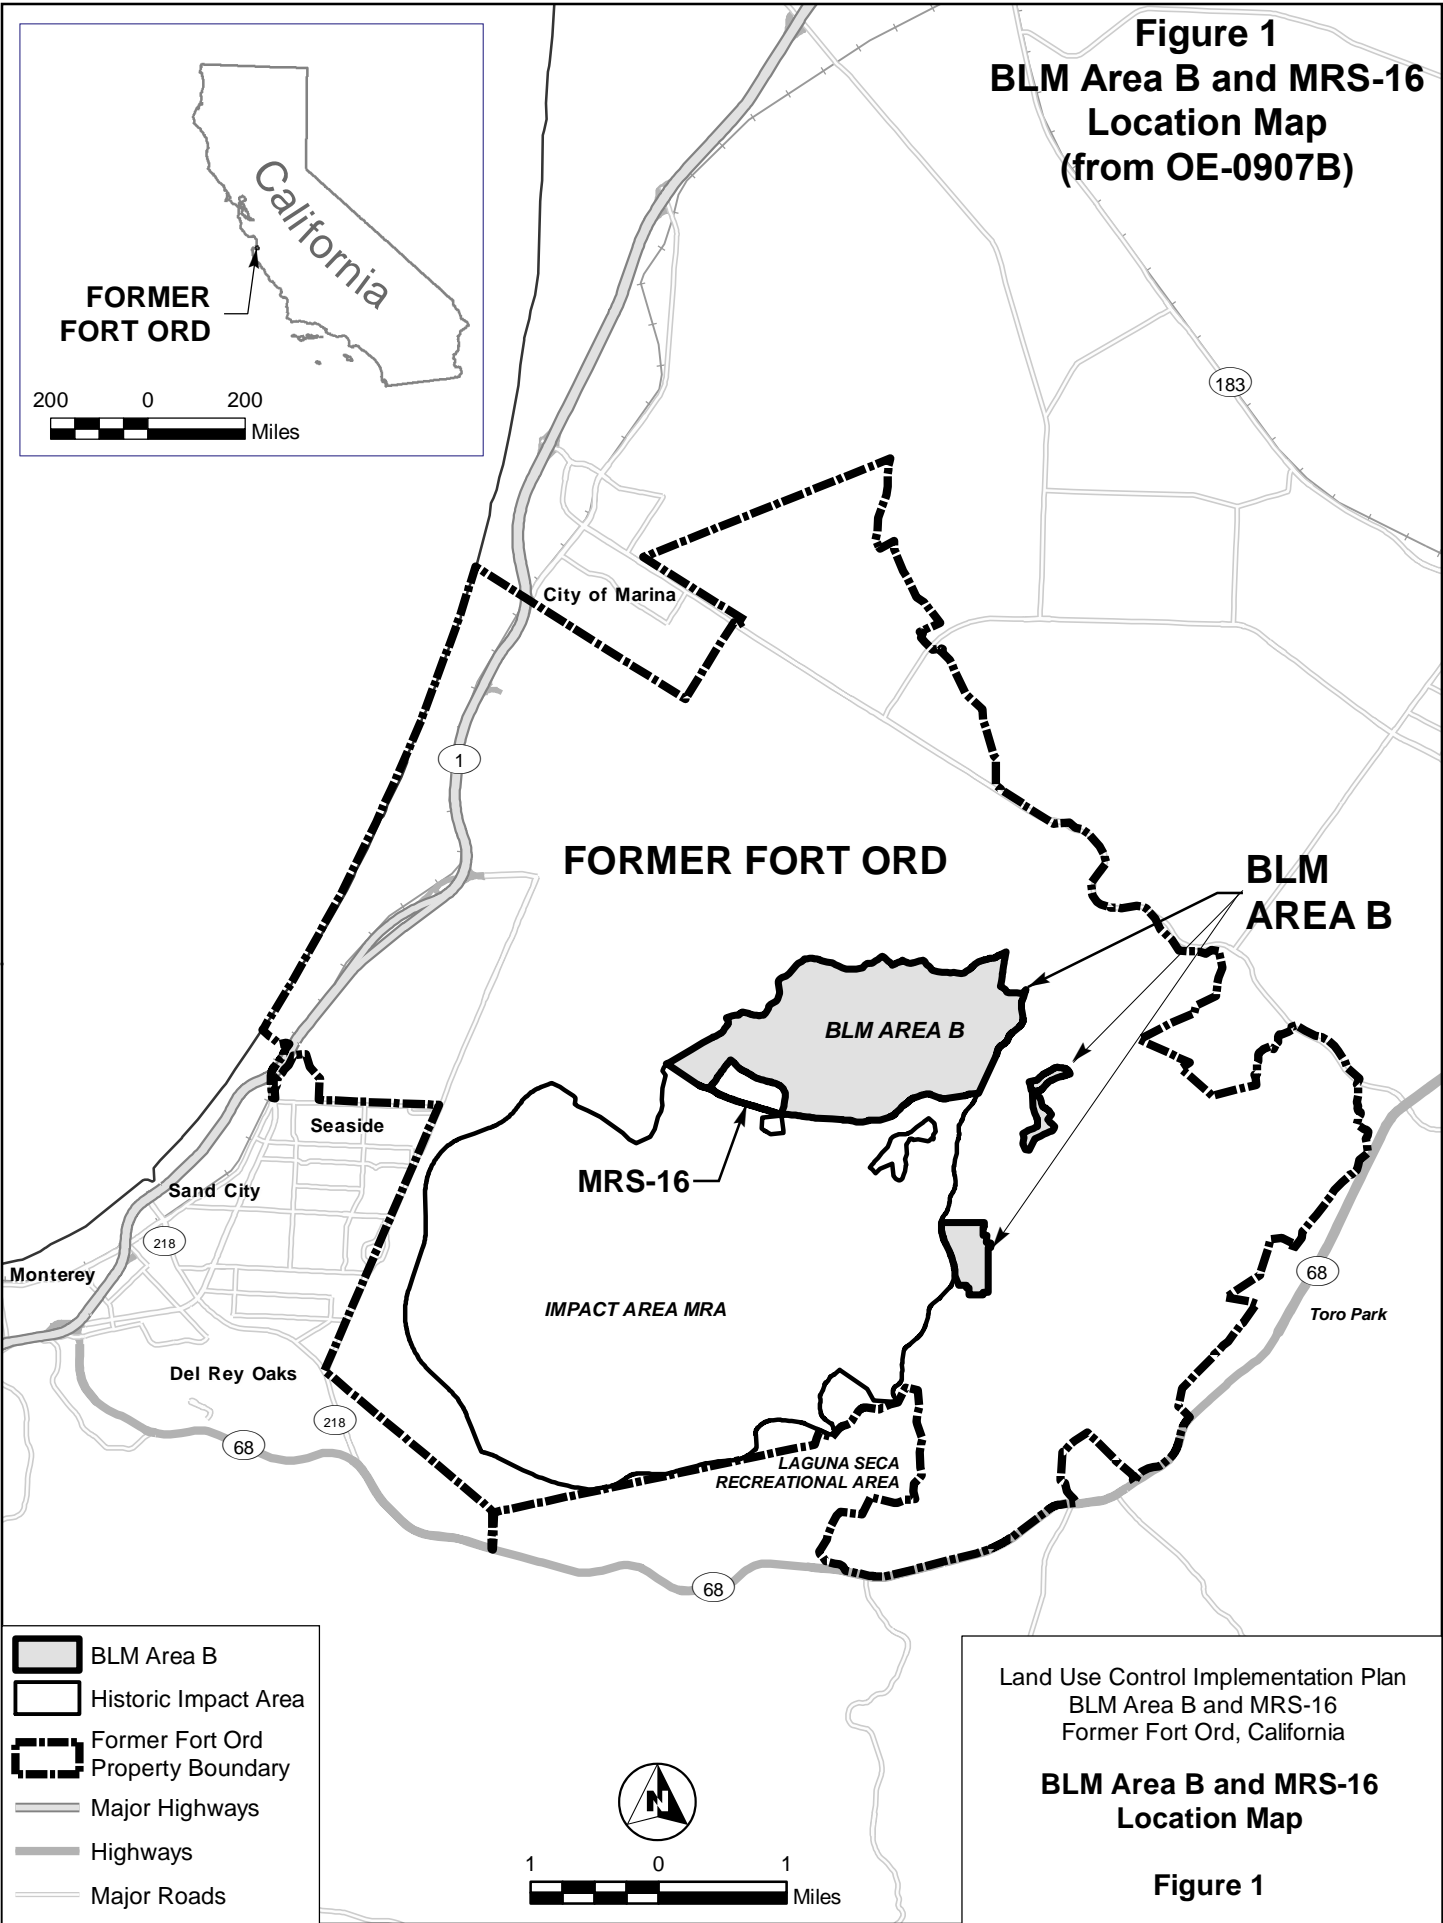 Figure 1
BLM Area B and MRS-16
Location Map
(from OE-0907B)
California
FORMER
FORT ORD
200 0 200
Miles
183
City of Marina
1
FORMER FORT ORD
BLM
AREA B
BLM AREA B
Seaside
MRS-16
Sand City
218
Monterey
68
IMPACT AREA MRA
Toro Park
Del Rey Oaks
218
68
LAGUNA SECA
RECREATIONAL AREA
68
BLM Area B
Historic Impact Area
Former Fort Ord
Property Boundary
Major Highways
Highways
Major Roads
N
1 0 1
Miles
Land Use Control Implementation Plan
BLM Area B and MRS-16
Former Fort Ord, California
BLM Area B and MRS-16
Location Map
Figure 1